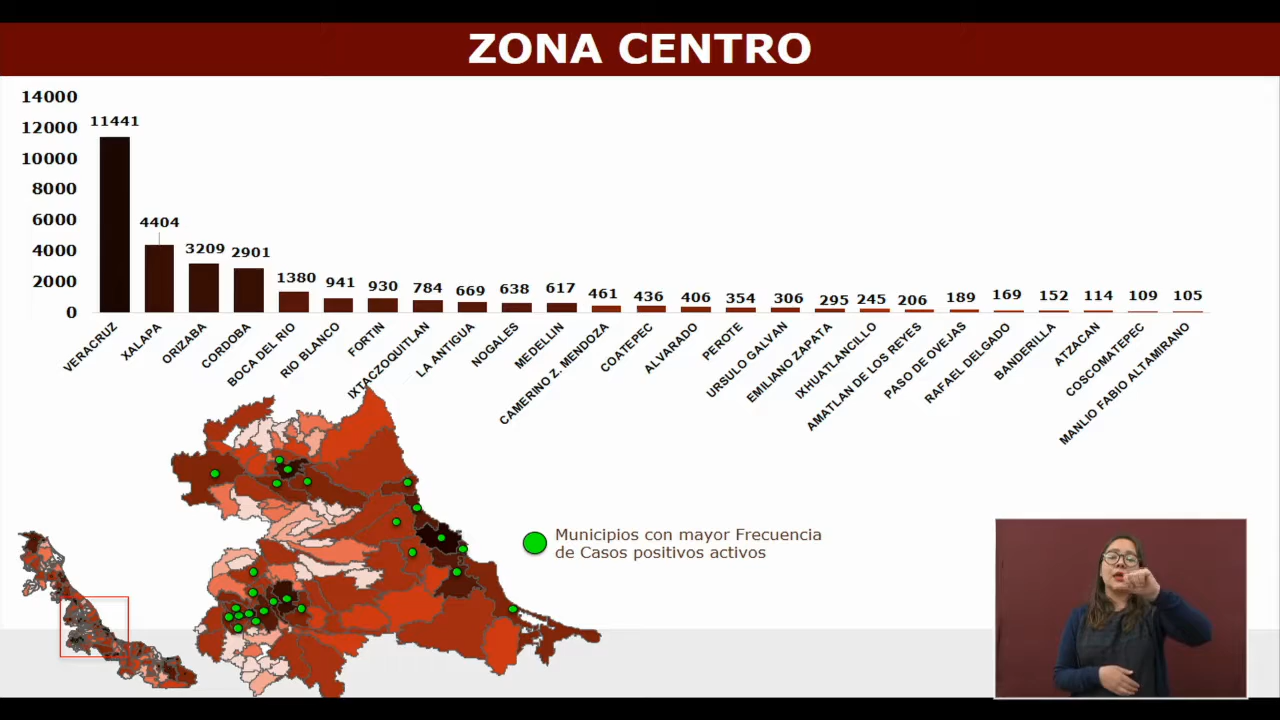 ZONA CENTRO
14000
12000
10000
8000
6000
4000
2000
0
11441
4404
3209
2901
1380
941
930
784
669
638
617
461
436
406
354
306
295
245
206
189
169
152
114
109
105
VERACRUZ
XALAPA
ORIZABA
CORDOBA
BOCA DEL RIO
RIO BLANCO
FORTIN
IXTACZOQUITLAN
LA ANTIGUA
NOGALES
MEDELLIN
CAMERINO Z. MENDOZA
COATEPEC
ALVARADO
PEROTE
URSULO GALVAN
EMILIANO ZAPATA
IXHUATLANCILLO
AMATLAN DE LOS REYES
PASO DE OVEJAS
RAFAEL DELGADO
BANDERILLA
ATZACAN
COSCOMATEPEC
MANLIO FABIO ALTAMIRANO
Municipios con mayor Frecuencia
de Casos positivos activos